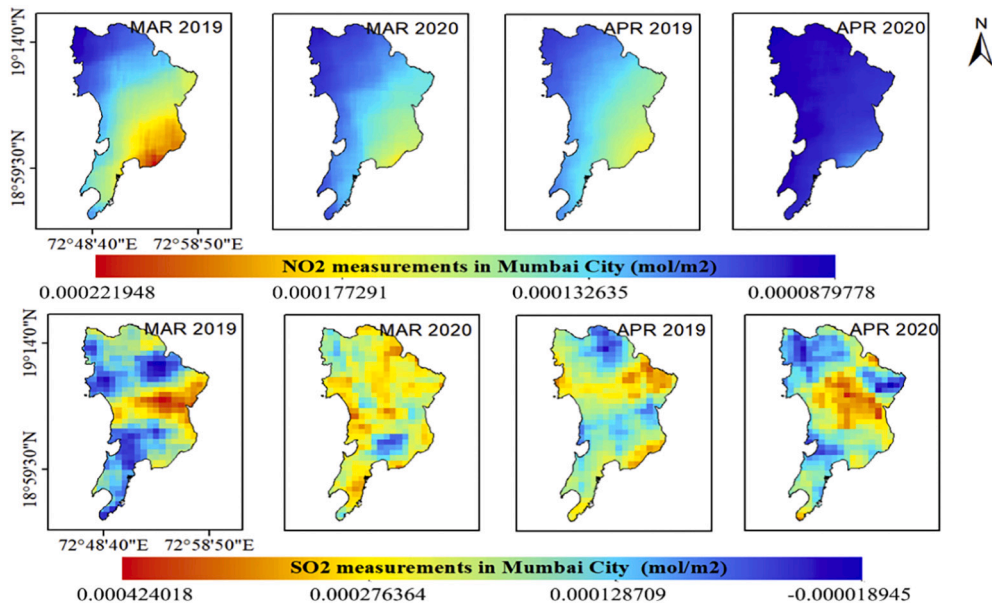 MAR 2019
MAR 2020
APR 2019
APR 2020
N
19°14'0"N
18°59'30"N
72°48'40"E 72°58'50"E
NO2 measurements in Mumbai City (mol/m2)
0.000221948 0.000177291 0.000132635 0.0000879778
MAR 2019
MAR 2020
APR 2019
APR 2020
19°14'0"N
18°59'30"N
72°48'40"E 72°58'50"E
SO2 measurements in Mumbai City (mol/m2)
0.000424018 0.000276364 0.000128709 -0.000018945